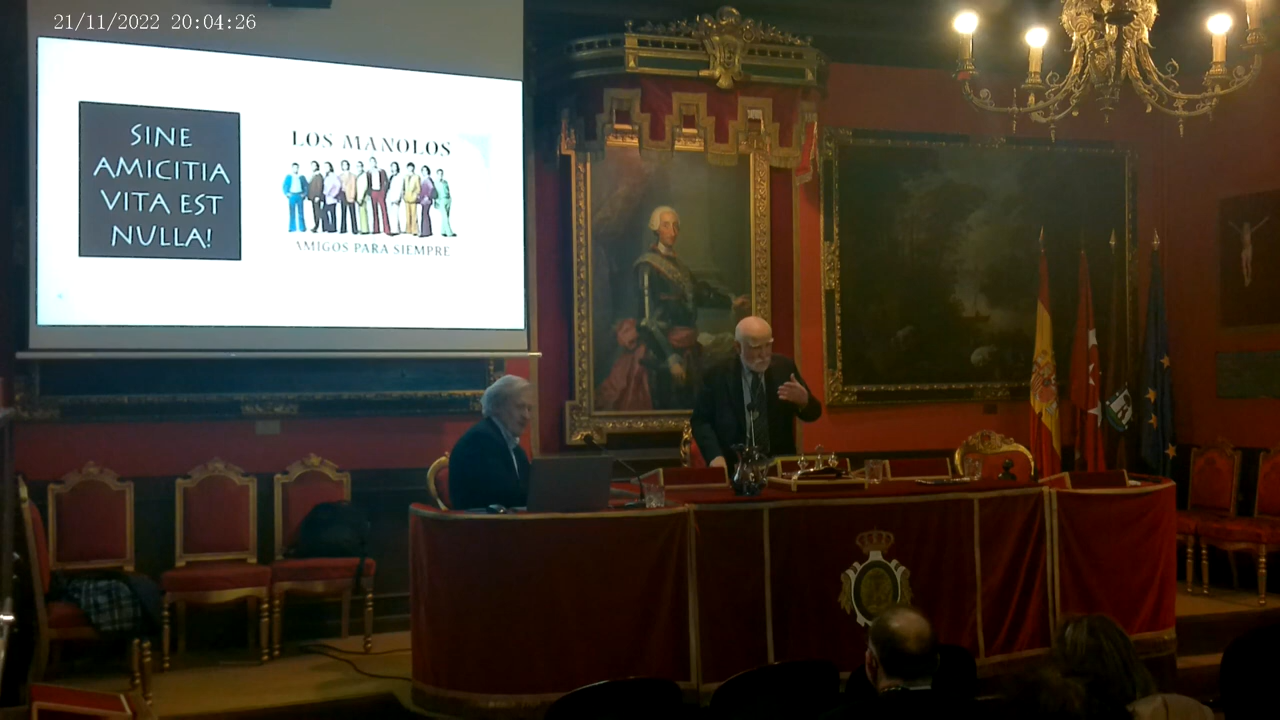 21/11/2022 20:04:26
SINE
AMICITIA
VITA EST
NULLA!
LOS MANOLOS
AMIGOS PARA SIEMPRE